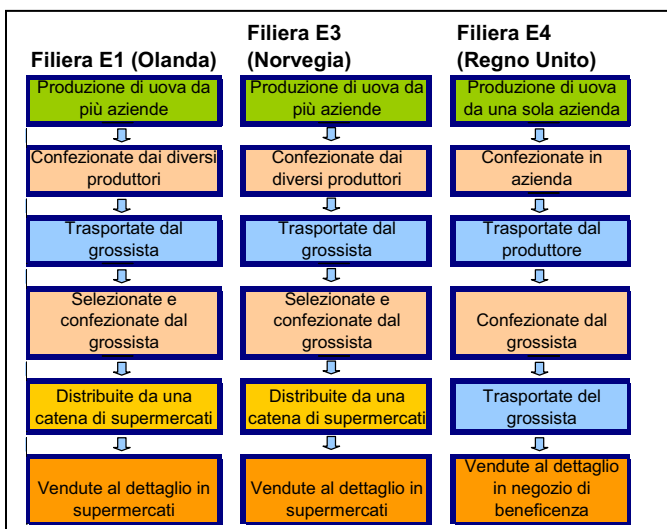 Filiera E1 (Olanda)
Produzione di uova da
più aziende
Confezionate dai diversi
produttori
Trasportate dal
grossista
Selezionate e
confezionate dal
grossista
Distribuite da una
catena di supermercati
Vendute al dettaglio in
supermercati
Filiera E3
(Norvegia)
Produzione di uova da
più aziende
Confezionate dai
diversi produttori
Trasportate dal
grossista
Selezionate e
confezionate dal
grossista
Distribuite da una
catena di supermercati
Vendute al dettaglio in
supermercati
Filiera E4
(Regno Unito)
Produzione di uova
da una sola azienda
Confezionate in
azienda
Trasportate dal
produttore
Confezionate dal
grossista
Trasportate del
grossista
Vendute al dettaglio
in negozio di
beneficenza